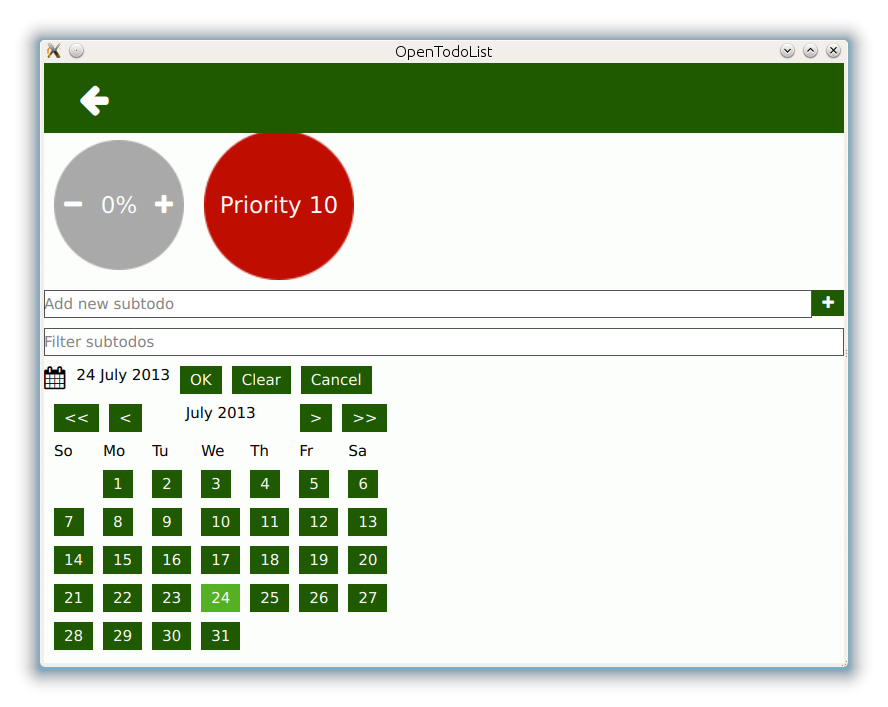 OpenTodoList
0% Priority 10
Add new subtodo +
Filter subtodos
24 July 2013 OK Clear Cancel
<< < July 2013 > >>
So Mo Tu We Th Fr Sa
1 2 3 4 5 6
7 8 9 10 11 12 13
14 15 16 17 18 19 20
21 22 23 24 25 26 27
28 29 30 31